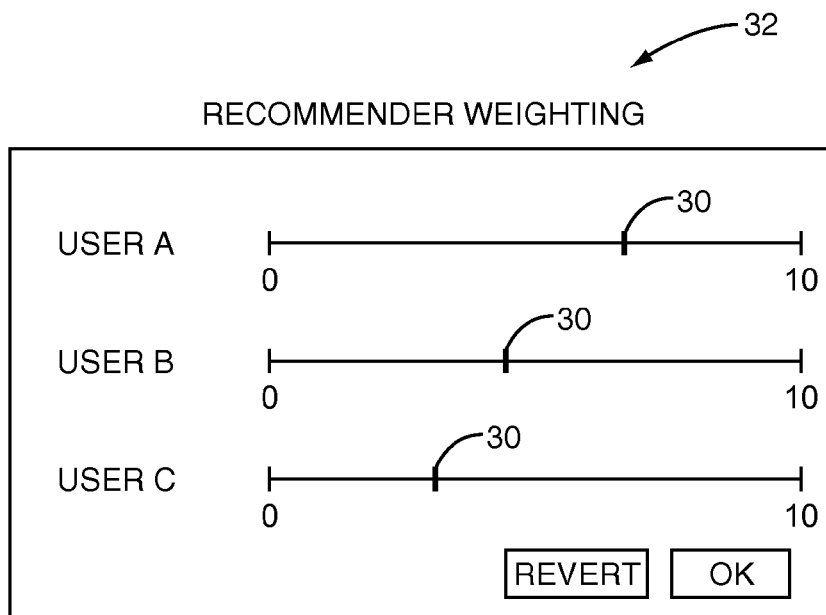 32
RECOMMENDER WEIGHTING
30
USER A
0 10
30
USER B
0 10
30
USER C
0 10
REVERT OK